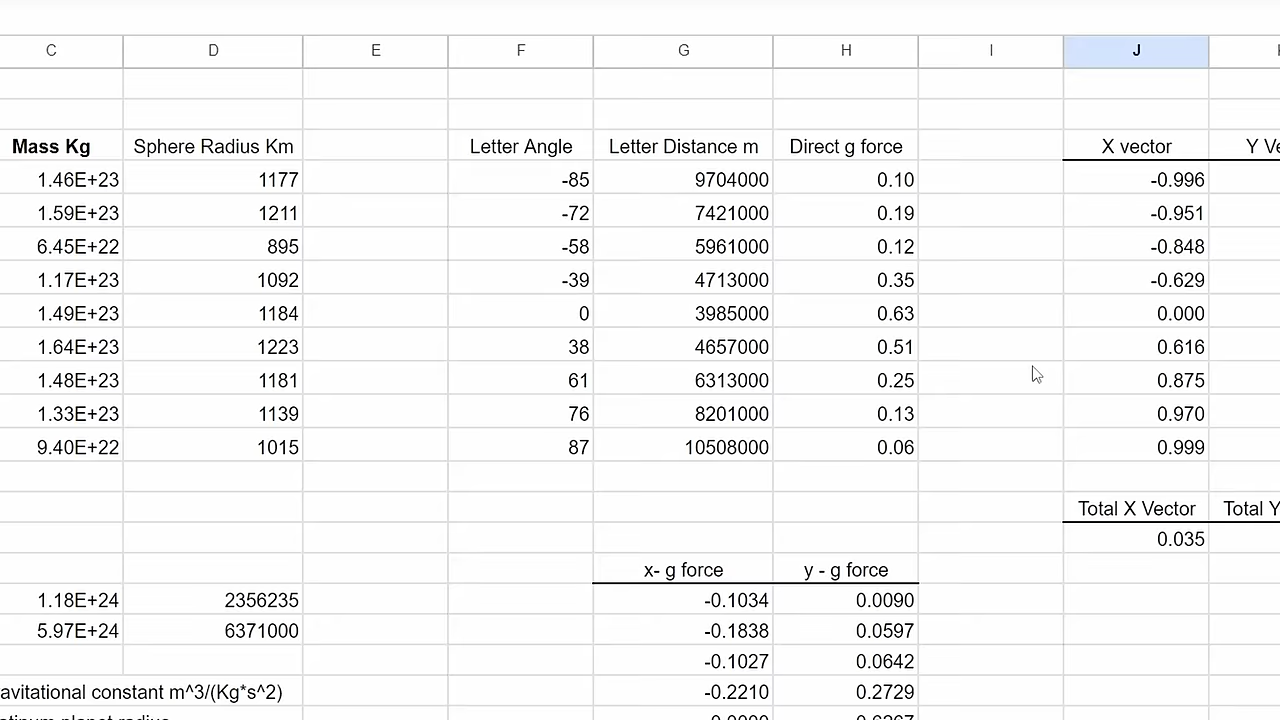 C D E F G H I J
Mass Kg Sphere Radius Km Letter Angle Letter Distance m Direct g force X vector Y Ve
1.46E+23 1177 -85 9704000 0.10 -0.996
1.59E+23 1211 -72 7421000 0.19 -0.951
6.45E+22 895 -58 5961000 0.12 -0.848
1.17E+23 1092 -39 4713000 0.35 -0.629
1.49E+23 1184 0 3985000 0.63 0.000
1.64E+23 1223 38 4657000 0.51 0.616
1.48E+23 1181 61 6313000 0.25 0.875
1.33E+23 1139 76 8201000 0.13 0.970
9.40E+22 1015 87 10508000 0.06 0.999
Total X Vector Total Y
0.035
x- g force y - g force
1.18E+24 2356235 -0.1034 0.0090
5.97E+24 6371000 -0.1838 0.0597
-0.1027 0.0642
avitational constant m^3/(Kg*s^2) -0.2210 0.2729